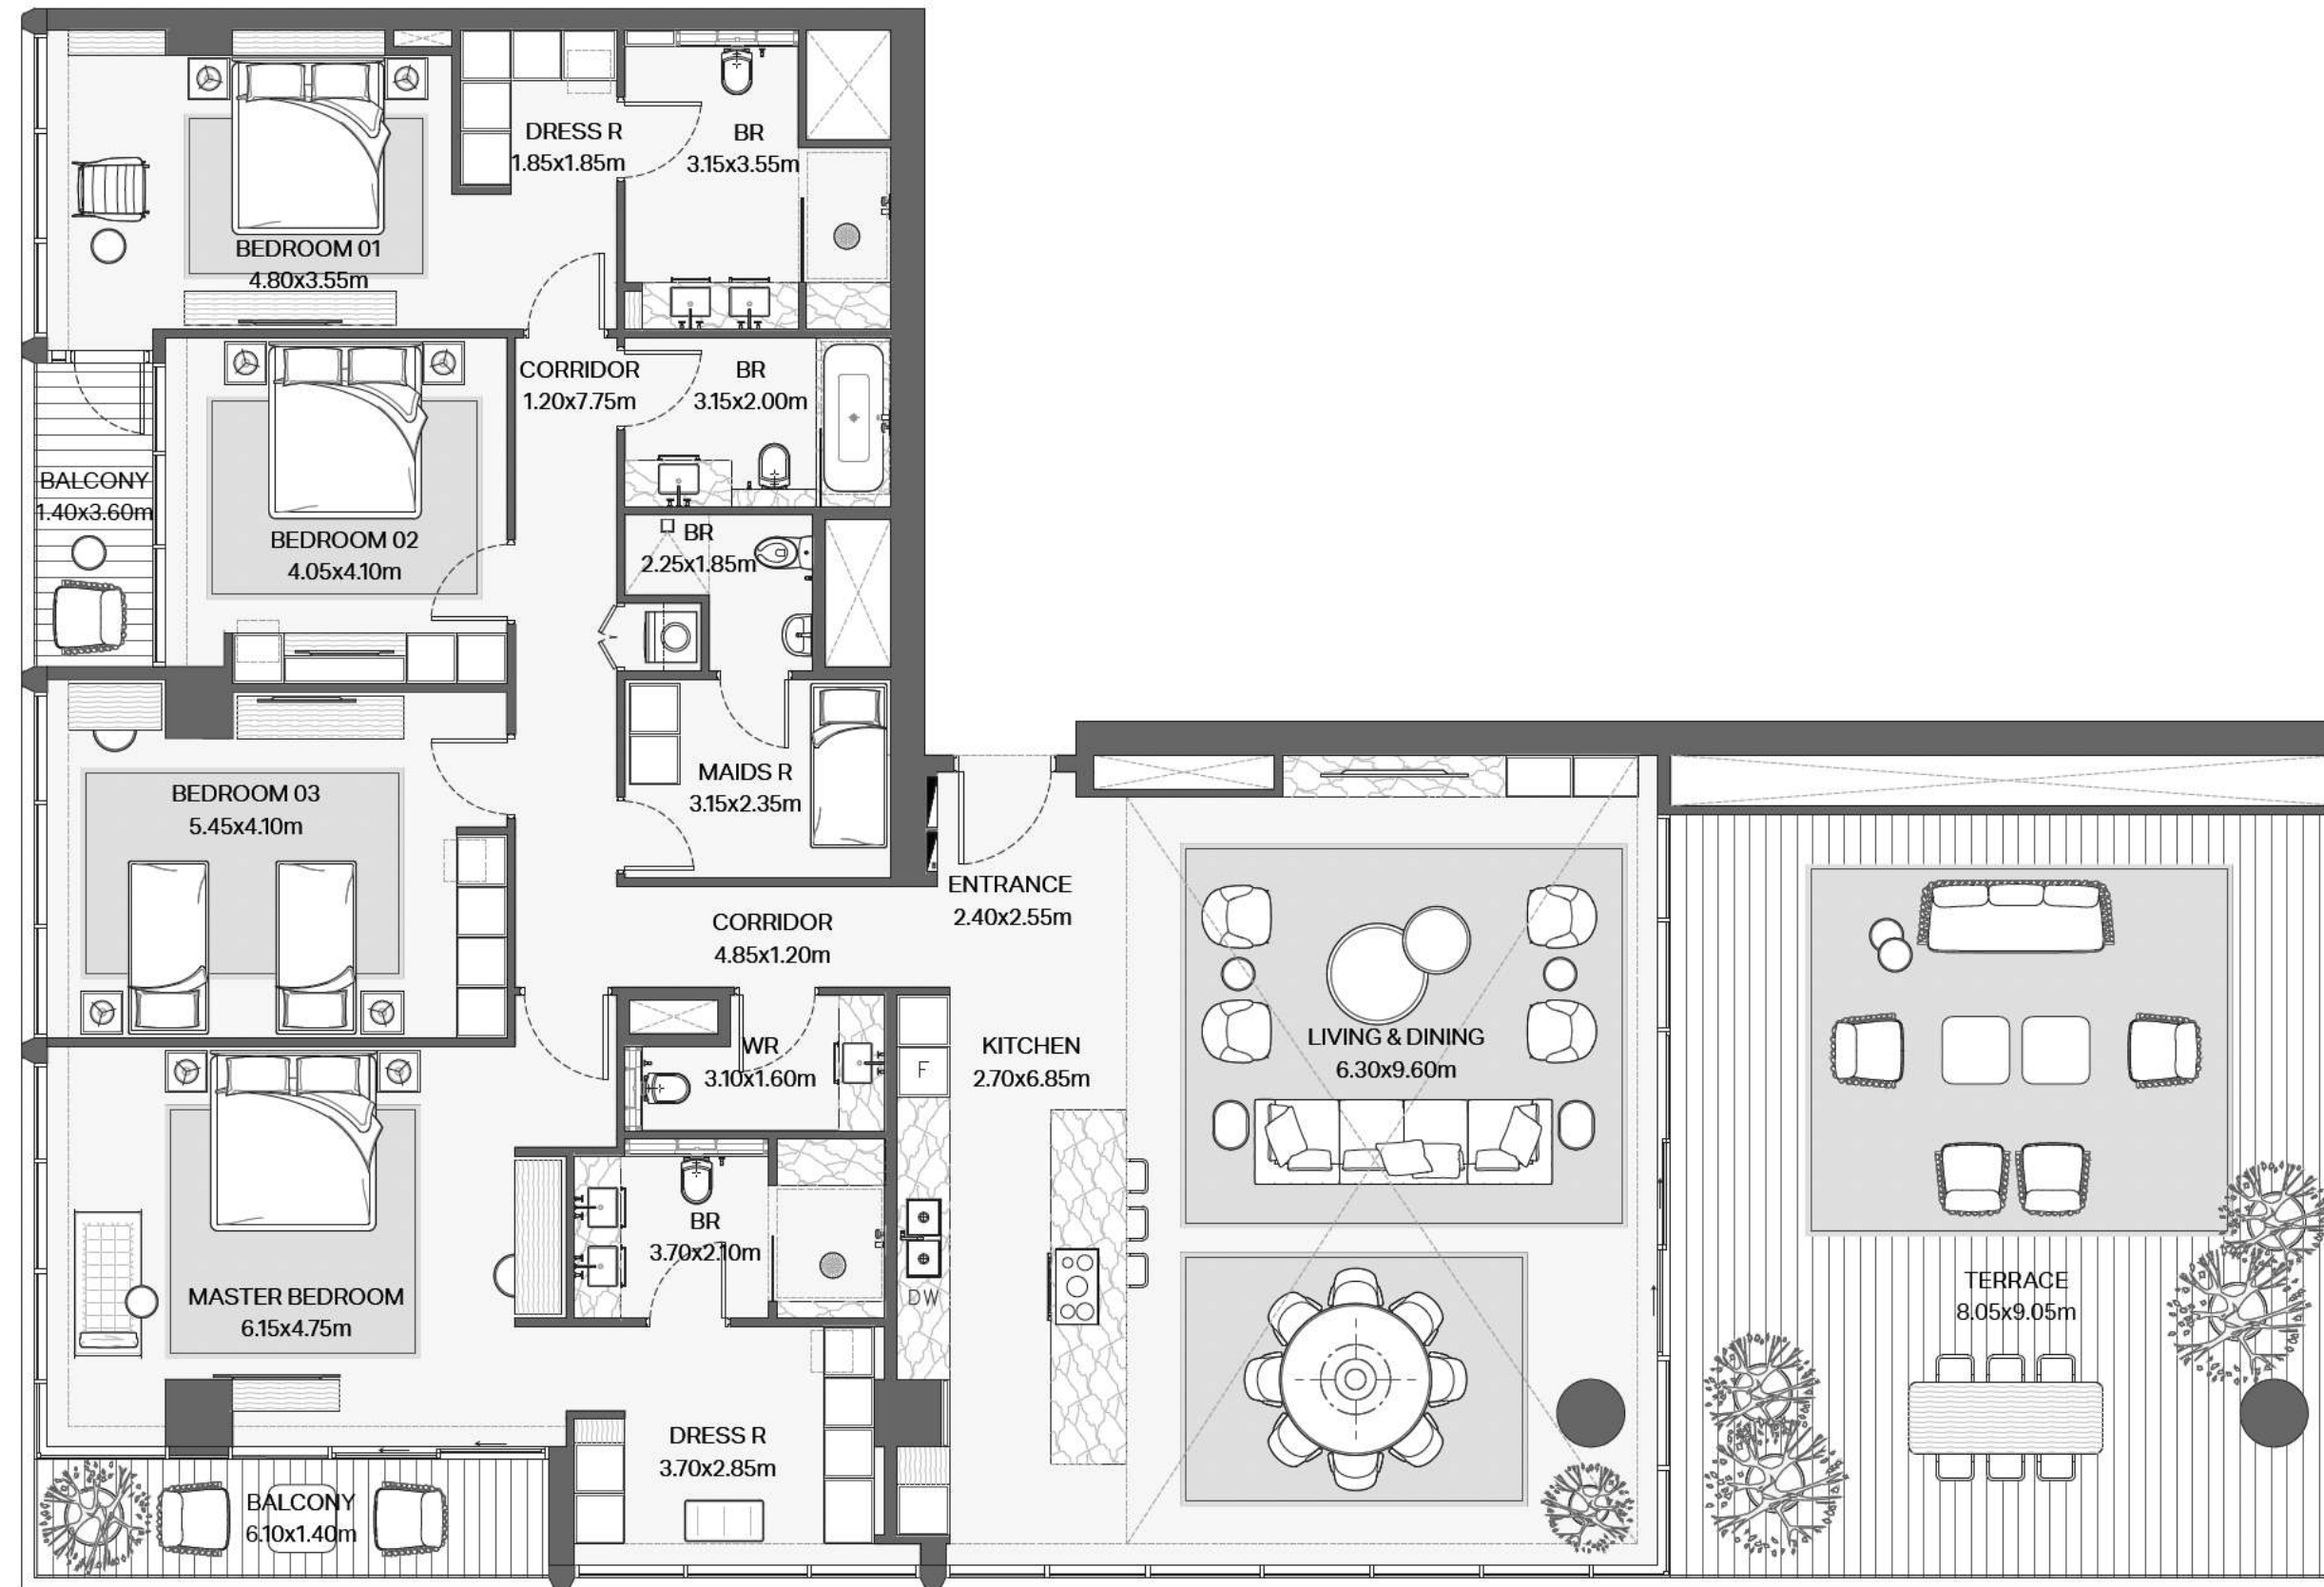 DRESS R
1.85x1.85m
BR
3.15x3.55m
BEDROOM 01
4.80x3.55m
CORRIDOR
1.20x7.75m
BR
3.15x2.00m
BALCONY
1.40x3.60m
BEDROOM 02
4.05x4.10m
BR
2.25x1.85m
MAIDS R
3.15x2.35m
BEDROOM 03
5.45x4.10m
ENTRANCE
2.40x2.55m
CORRIDOR
4.85x1.20m
WR
3.10x1.60m
F
KITCHEN
2.70x6.85m
LIVING & DINING
6.30x9.60m
BR
3.70x2.10m
MASTER BEDROOM
6.15x4.75m
DW
TERRACE
8.05x9.05m
DRESS R
3.70x2.85m
BALCONY
6.10x1.40m